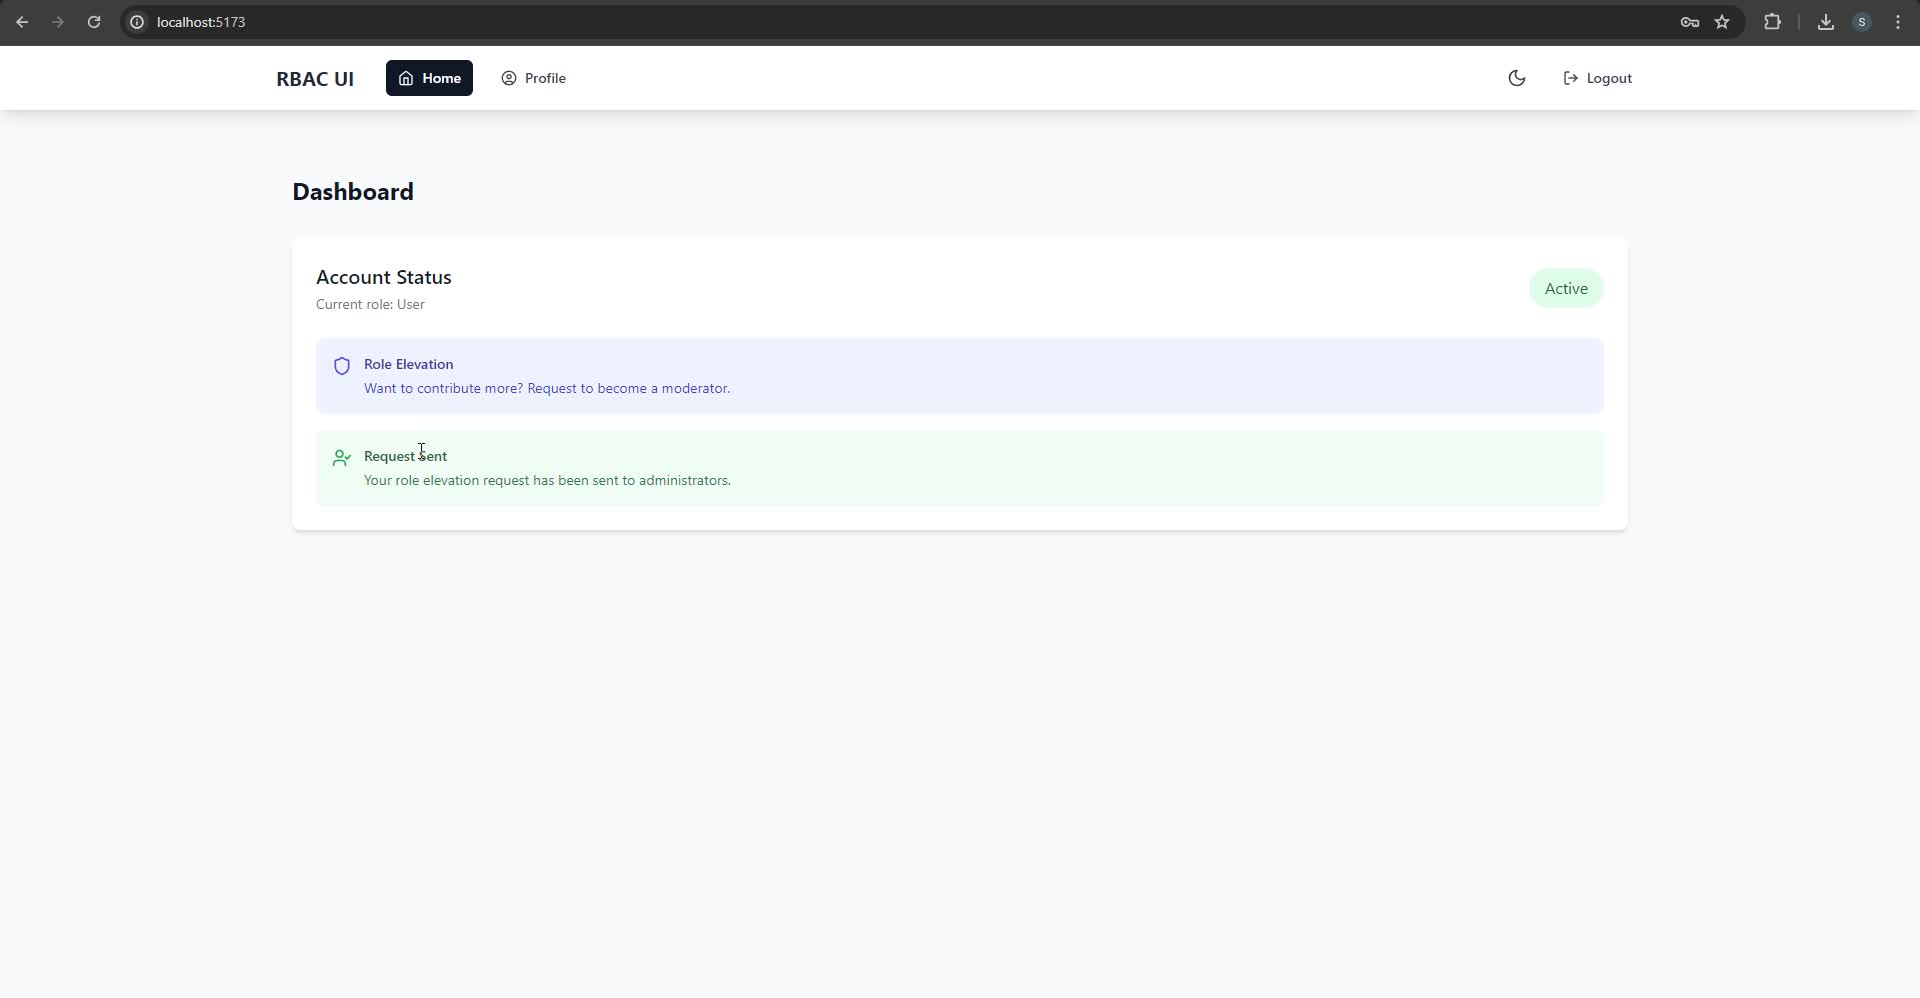 localhost:5173
S
RBAC UI
Home
Profile
Logout
Dashboard
Account Status
Current role: User
Active
Role Elevation
Want to contribute more? Request to become a moderator.
Request Sent
Your role elevation request has been sent to administrators.